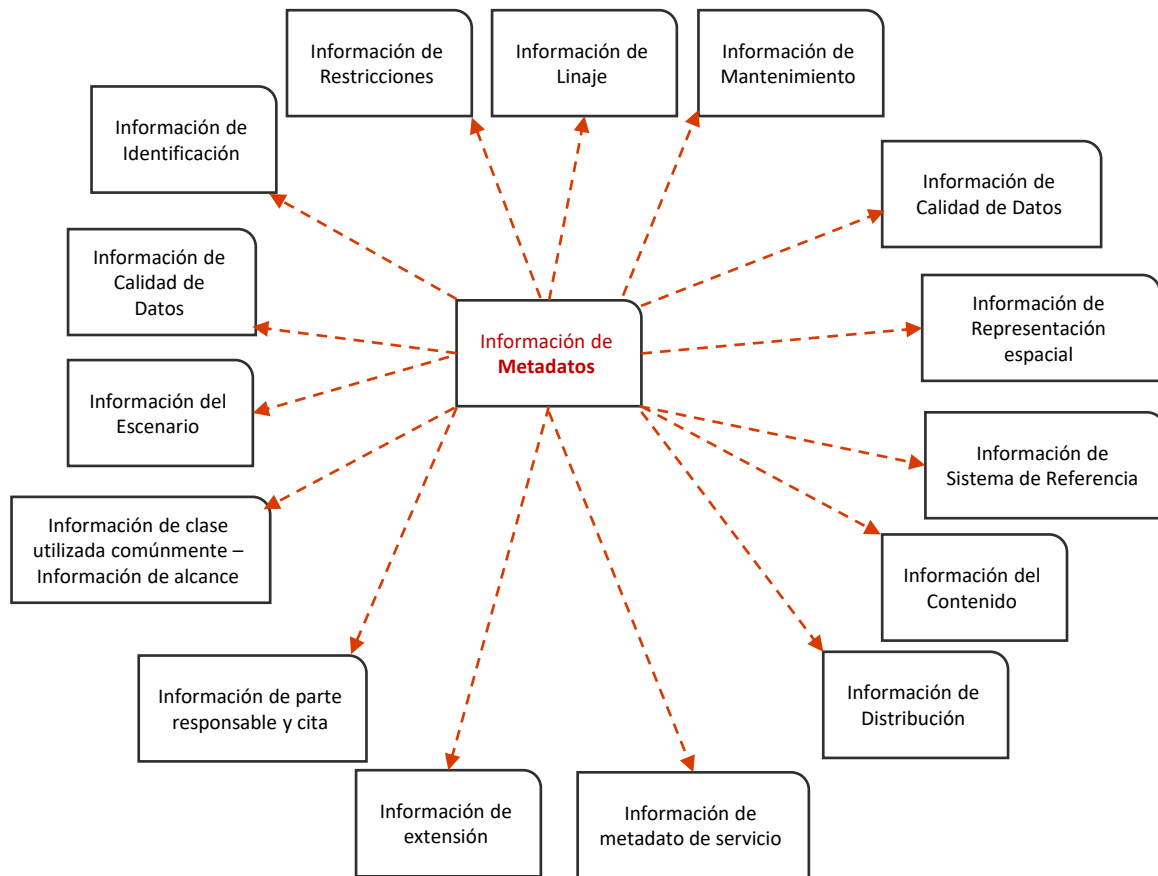 Información de
Restricciones
Información de
Linaje
Información de
Mantenimiento
Información de
Identificación
Información de
Calidad de Datos
Información de
Calidad de
Datos
Información de
Representación
espacial
Información de
Metadatos
Información del
Escenario
Información de
Sistema de Referencia
Información de clase
utilizada comúnmente –
Información de alcance
Información del
Contenido
Información de parte
responsable y cita
Información de
Distribución
Información de
extensión
Información de
metadato de servicio